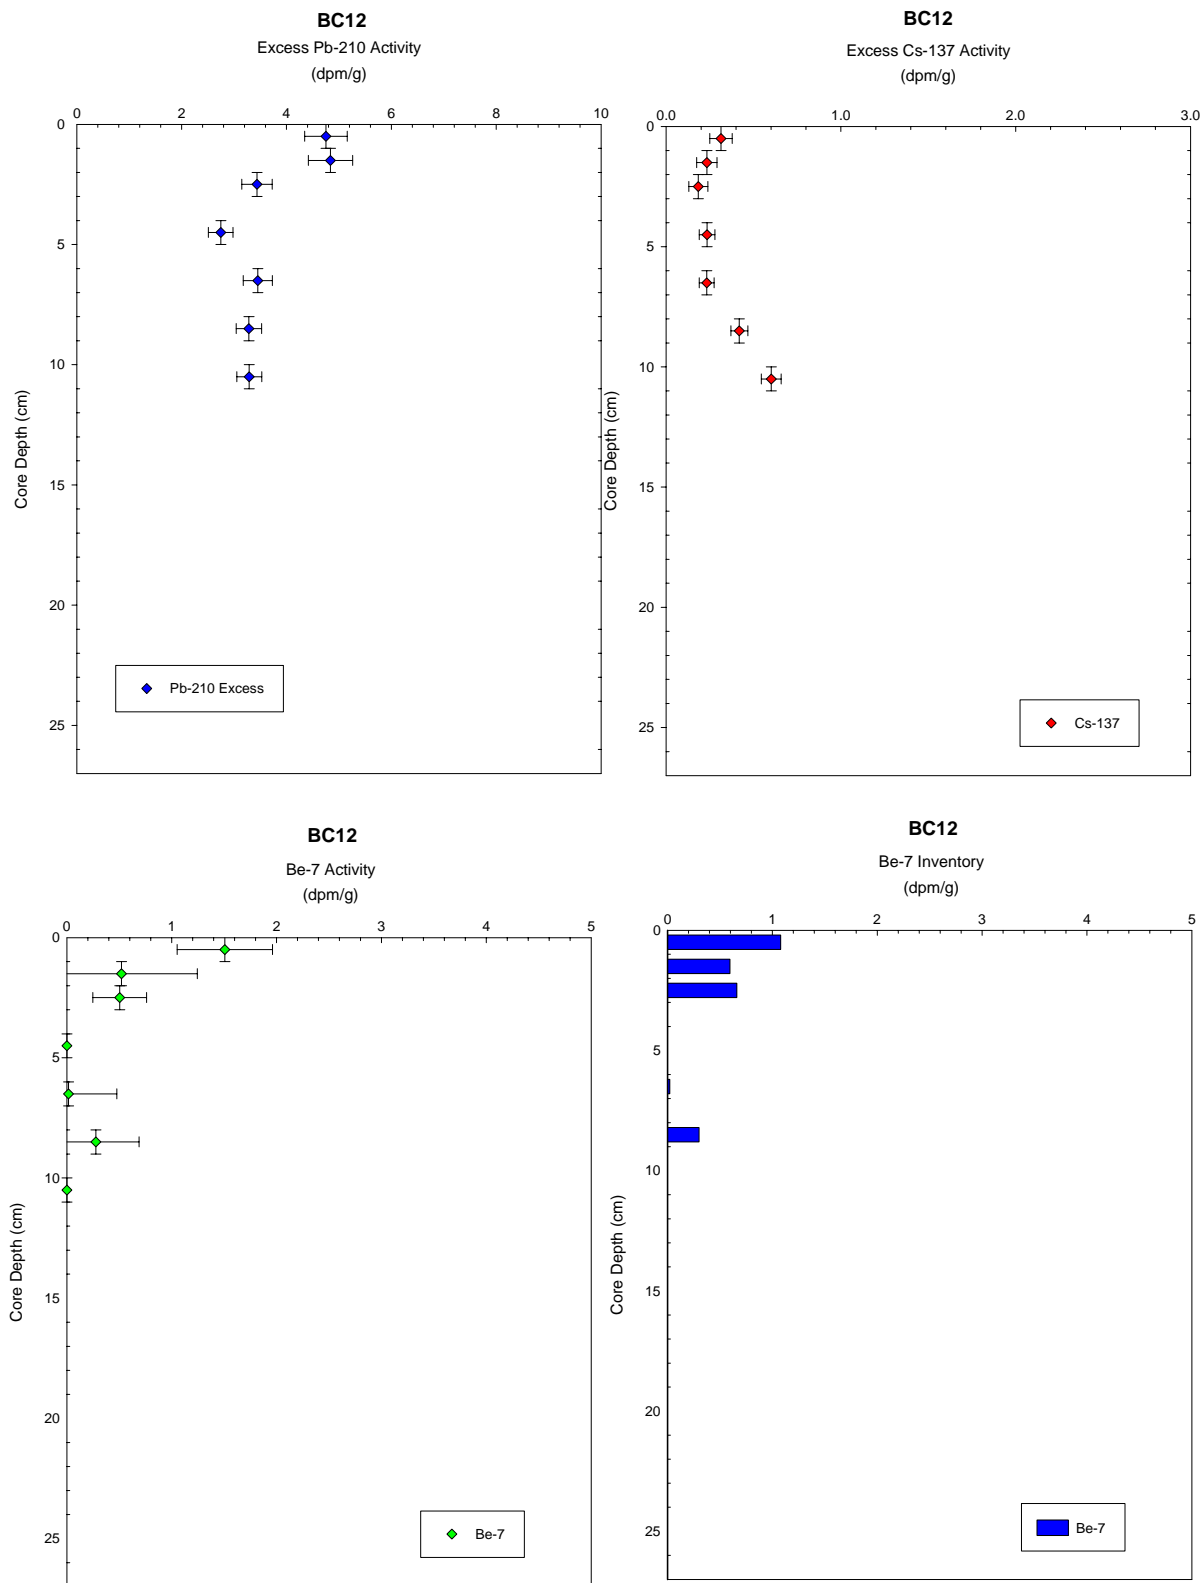 BC12
Excess Pb-210 Activity
(dpm/g)
0 2 4 6 8 10
0
5
10
15
20
25
Core Depth (cm)
Pb-210 Excess
BC12
Excess Cs-137 Activity
(dpm/g)
0.0 1.0 2.0 3.0
0
5
10
15
20
25
Core Depth (cm)
Cs-137
BC12
Be-7 Activity
(dpm/g)
0 1 2 3 4 5
0
5
10
15
20
25
Core Depth (cm)
Be-7
BC12
Be-7 Inventory
(dpm/g)
0 1 2 3 4 5
0
5
10
15
20
25
Core Depth (cm)
Be-7